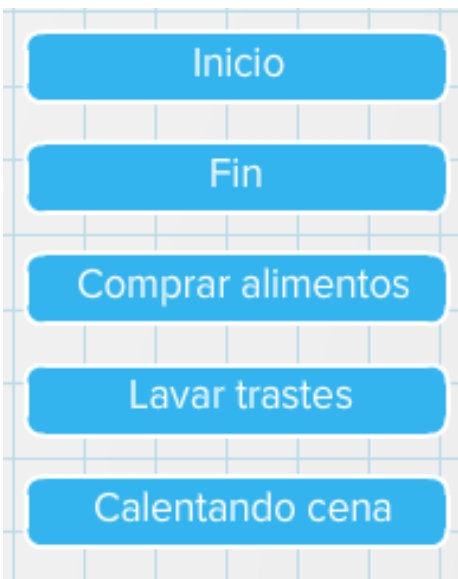 Inicio
Fin
Comprar alimentos
Lavar trastes
Calentando cena